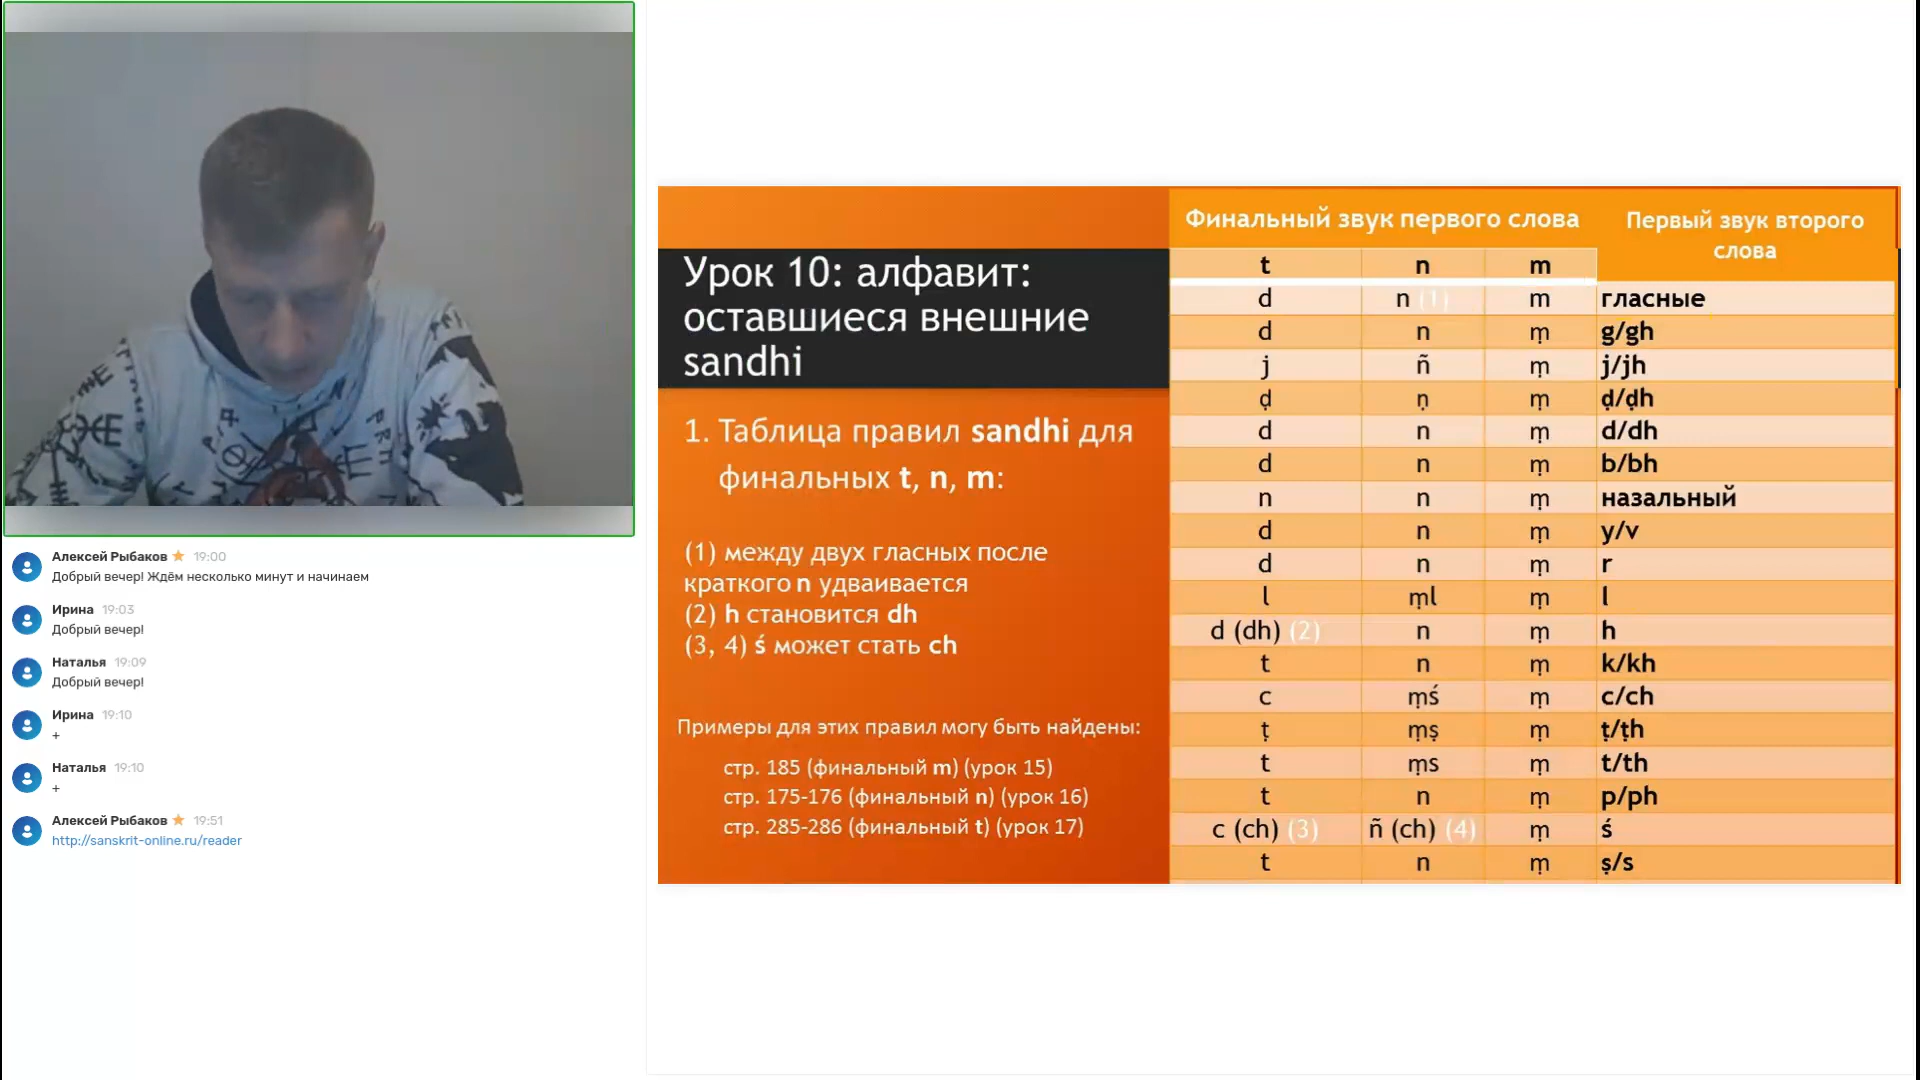 Алексей Рыбаков 19:00
Добрый вечер! Ждём несколько минут и начинаем
Ирина 19:03
Добрый вечер!
Наталья 19:09
Добрый вечер!
Ирина 19:10
+
Наталья 19:10
+
Алексей Рыбаков 19:51
http://sanskrit-online.ru/reader
Урок 10: алфавит:
оставшиеся внешние
sandhi
1. Таблица правил sandhi для
финальных t, n, m:
(1) между двух гласных после
краткого n удваивается
(2) h становится dh
(3, 4) ś может стать ch
Примеры для этих правил могу быть найдены:
стр. 185 (финальный m) (урок 15)
стр. 175-176 (финальный n) (урок 16)
стр. 285-286 (финальный t) (урок 17)
Финальный звук первого слова Первый звук второго
слова
t n m
d n (1) m гласные
d n ṃ g/gh
j ñ ṃ j/jh
ḍ ṇ ṃ ḍ/ḍh
d n ṃ d/dh
d n ṃ b/bh
n n ṃ назальный
d n ṃ y/v
d n ṃ r
l ṃl ṃ l
d (dh) (2) n ṃ h
t n ṃ k/kh
c ṃś ṃ c/ch
ṭ ṃṣ ṃ ṭ/ṭh
t ṃs ṃ t/th
t n ṃ p/ph
c (ch) (3) ñ (ch) (4) ṃ ś
t n ṃ ṣ/s